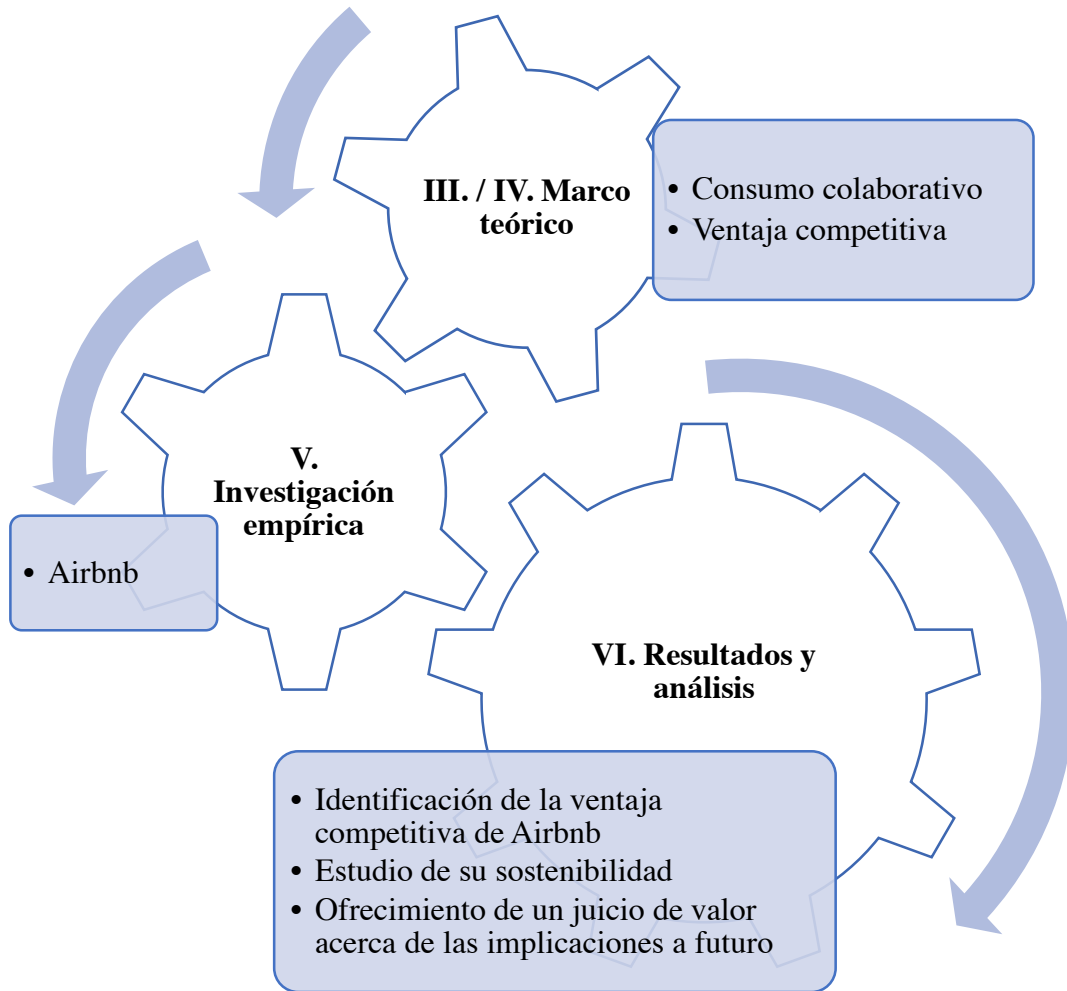 III. / IV. Marco
teórico
• Consumo colaborativo
• Ventaja competitiva
V.
Investigación
empírica
• Airbnb
VI. Resultados y
análisis
• Identificación de la ventaja
competitiva de Airbnb
• Estudio de su sostenibilidad
• Ofrecimiento de un juicio de valor
acerca de las implicaciones a futuro